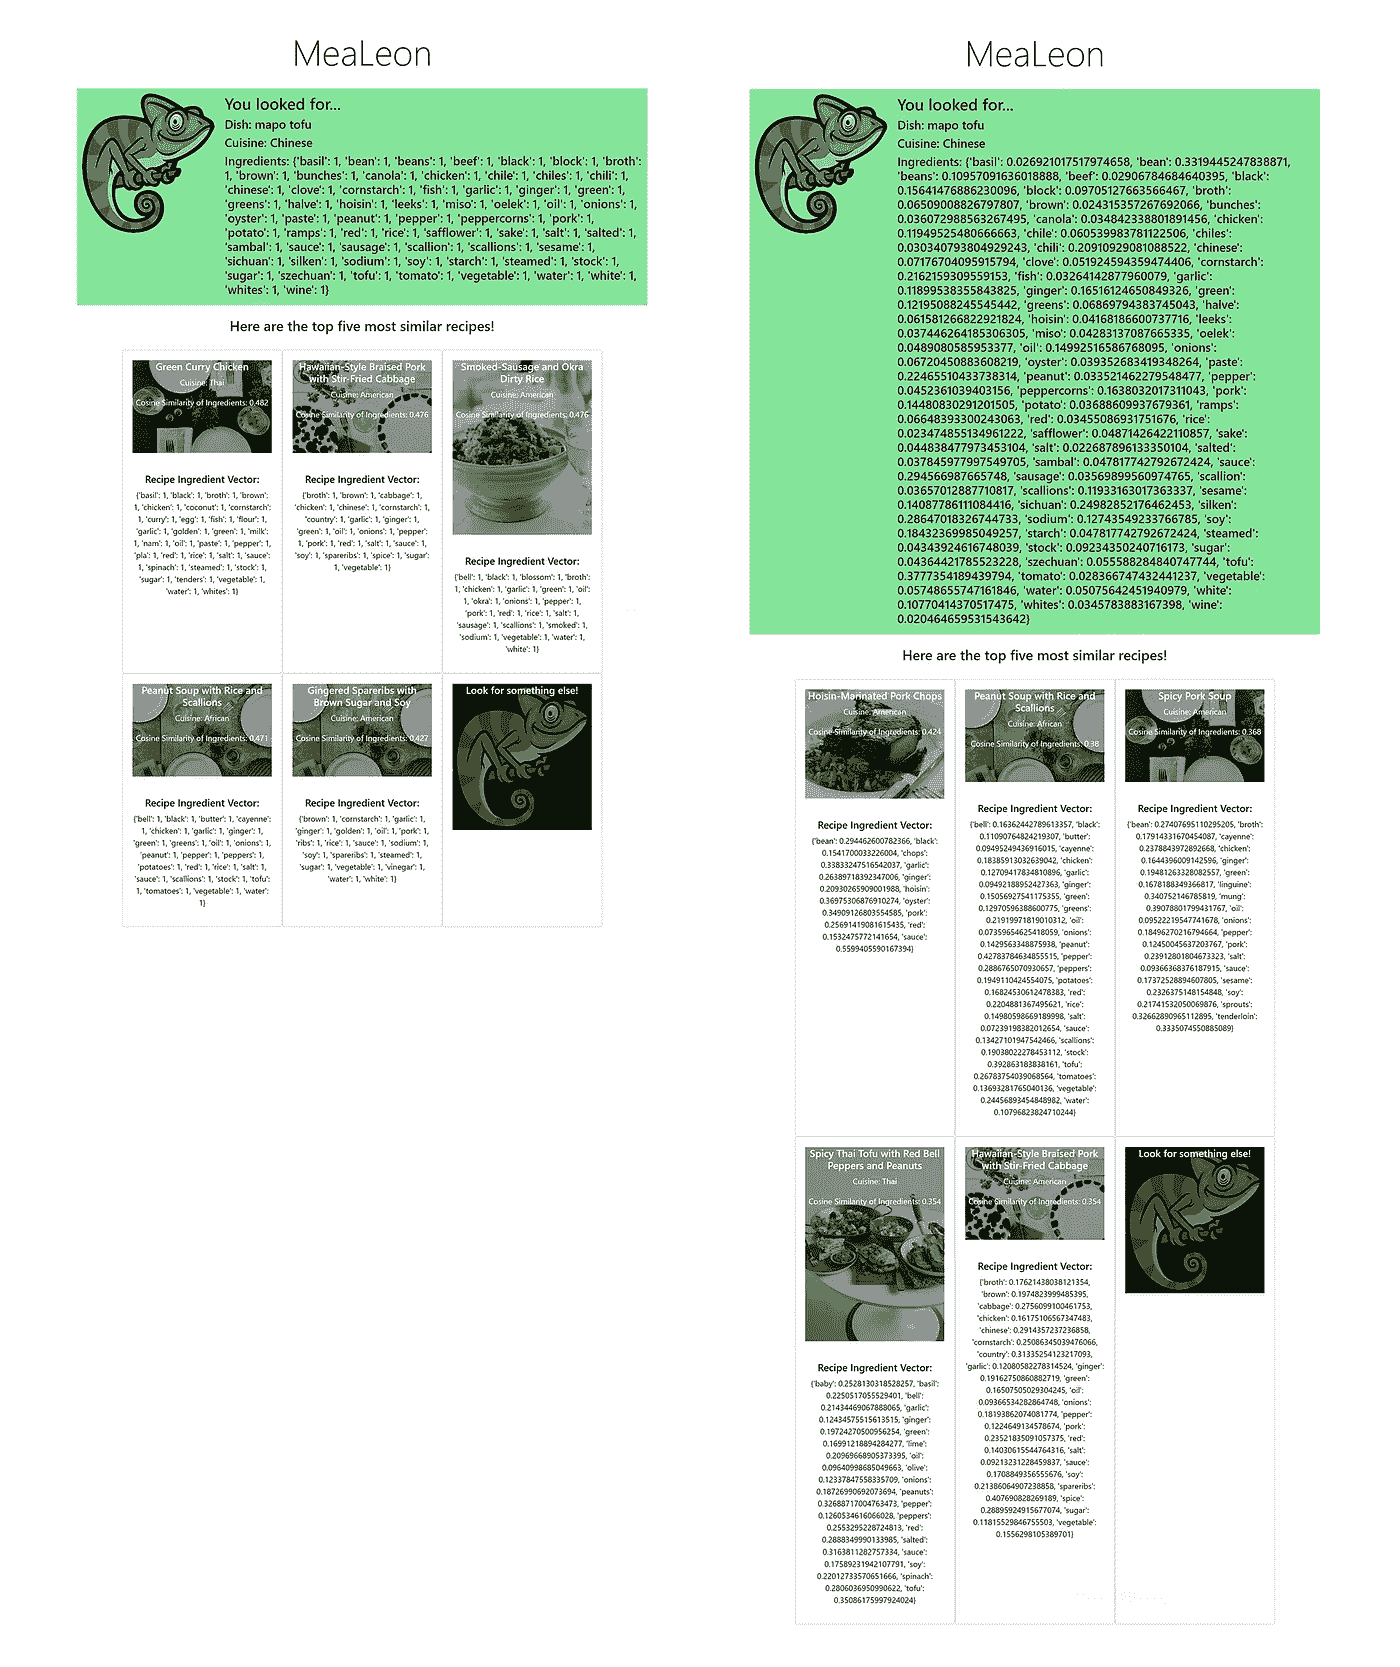 MeaLeon
You looked for...
Dish: mapo tofu
Cuisine: Chinese
Ingredients: {'basil': 1, 'bean': 1, 'beans': 1, 'beef': 1, 'black': 1, 'block': 1, 'broth':
1, 'brown': 1, 'bunches': 1, 'canola': 1, 'chicken': 1, 'chile': 1, 'chiles': 1, 'chili': 1,
'chinese': 1, 'clove': 1, 'cornstarch': 1, 'fish': 1, 'garlic': 1, 'ginger': 1, 'green': 1,
'greens': 1, 'halve': 1, 'hoisin': 1, 'leeks': 1, 'miso': 1, 'oelek': 1, 'oil': 1, 'onions': 1,
'oyster': 1, 'paste': 1, 'peanut': 1, 'pepper': 1, 'peppercorns': 1, 'pork': 1,
'potato': 1, 'ramps': 1, 'red': 1, 'rice': 1, 'safflower': 1, 'sake': 1, 'salt': 1, 'salted': 1,
'sambal': 1, 'sauce': 1, 'sausage': 1, 'scallion': 1, 'scallions': 1, 'sesame': 1,
'sichuan': 1, 'silken': 1, 'sodium': 1, 'soy': 1, 'starch': 1, 'steamed': 1, 'stock': 1,
'sugar': 1, 'szechuan': 1, 'tofu': 1, 'tomato': 1, 'vegetable': 1, 'water': 1, 'white': 1,
'whites': 1, 'wine': 1}
Here are the top five most similar recipes!
Green Curry Chicken
Cuisine: Thai
Cosine Similarity of Ingredients: 0.482
Recipe Ingredient Vector:
{'basil': 1, 'black': 1, 'broth': 1, 'brown':
1, 'chicken': 1, 'coconut': 1, 'cornstarch':
1, 'curry': 1, 'egg': 1, 'fish': 1, 'flour': 1,
'garlic': 1, 'golden': 1, 'green': 1, 'milk':
1, 'nam': 1, 'oil': 1, 'paste': 1, 'pepper': 1,
'pla': 1, 'red': 1, 'rice': 1, 'salt': 1, 'sauce':
1, 'spinach': 1, 'steamed': 1, 'stock': 1,
'sugar': 1, 'tenders': 1, 'vegetable': 1,
'water': 1, 'whites': 1}
Hawaiian-Style Braised Pork
with Stir-Fried Cabbage
Cuisine: American
Cosine Similarity of Ingredients: 0.476
Recipe Ingredient Vector:
{'broth': 1, 'brown': 1, 'cabbage': 1,
'chicken': 1, 'chinese': 1, 'cornstarch': 1,
'country': 1, 'garlic': 1, 'ginger': 1,
'green': 1, 'oil': 1, 'onions': 1, 'pepper':
1, 'pork': 1, 'red': 1, 'salt': 1, 'sauce': 1,
'soy': 1, 'spareribs': 1, 'spice': 1, 'sugar':
1, 'vegetable': 1}
Smoked-Sausage and Okra
Dirty Rice
Cuisine: American
Cosine Similarity of Ingredients: 0.476
Recipe Ingredient Vector:
{'bell': 1, 'black': 1, 'blossom': 1, 'broth':
1, 'chicken': 1, 'garlic': 1, 'green': 1, 'oil':
1, 'okra': 1, 'onions': 1, 'pepper': 1,
'pork': 1, 'red': 1, 'rice': 1, 'salt': 1,
'sausage': 1, 'scallions': 1, 'smoked': 1,
'sodium': 1, 'vegetable': 1, 'water': 1,
'white': 1}
Peanut Soup with Rice and
Scallions
Cuisine: African
Cosine Similarity of Ingredients: 0.471
Recipe Ingredient Vector:
{'bell': 1, 'black': 1, 'butter': 1, 'cayenne':
1, 'chicken': 1, 'garlic': 1, 'ginger': 1,
'green': 1, 'greens': 1, 'oil': 1, 'onions': 1,
'peanut': 1, 'pepper': 1, 'peppers': 1,
'potatoes': 1, 'red': 1, 'rice': 1, 'salt': 1,
'sauce': 1, 'scallions': 1, 'stock': 1, 'tofu':
1, 'tomatoes': 1, 'vegetable': 1, 'water':
1}
Gingered Spareribs with
Brown Sugar and Soy
Cuisine: American
Cosine Similarity of Ingredients: 0.427
Recipe Ingredient Vector:
{'brown': 1, 'cornstarch': 1, 'garlic': 1,
'ginger': 1, 'golden': 1, 'oil': 1, 'pork': 1,
'ribs': 1, 'rice': 1, 'sauce': 1, 'sodium': 1,
'soy': 1, 'spareribs': 1, 'steamed': 1,
'sugar': 1, 'vegetable': 1, 'vinegar': 1,
'water': 1, 'white': 1}
Look for something else!
MeaLeon
You looked for...
Dish: mapo tofu
Cuisine: Chinese
Ingredients: {'basil': 0.026921017517974658, 'bean': 0.3319445247838871,
'beans': 0.10957091636018888, 'beef': 0.02906784684640395, 'black':
0.15641476886230096, 'block': 0.09705127663566467, 'broth':
0.06509008826797807, 'brown': 0.024315357267692066, 'bunches':
0.036072988563267495, 'canola': 0.034842338801891456, 'chicken':
0.11949525480666663, 'chile': 0.060539983781122506, 'chiles':
0.030340793804929243, 'chili': 0.20910929081088522, 'chinese':
0.07176704095915794, 'clove': 0.051924594359474406, 'cornstarch':
0.2162159309559153, 'fish': 0.03264142877960079, 'garlic':
0.11899538355843825, 'ginger': 0.16516124650849326, 'green':
0.12195088245545442, 'greens': 0.06869794383745043, 'halve':
0.061581266822921824, 'hoisin': 0.04168186600737716, 'leeks':
0.037446264185306305, 'miso': 0.04283137087665335, 'oelek':
0.0489080585953377, 'oil': 0.14992516586768095, 'onions':
0.06720450883608219, 'oyster': 0.039352683419348264, 'paste':
0.22465510433738314, 'peanut': 0.033521462279548477, 'pepper':
0.0452361039403156, 'peppercorns': 0.1638032017311043, 'pork':
0.14480830291201505, 'potato': 0.03688609937679361, 'ramps':
0.06648393300243063, 'red': 0.03455086931751676, 'rice':
0.023474855134961222, 'safflower': 0.04871426422110857, 'sake':
0.044838477973453104, 'salt': 0.022687896133350104, 'salted':
0.037845977997549705, 'sambal': 0.047817742792672424, 'sauce':
0.294566987665748, 'sausage': 0.03569899560974765, 'scallion':
0.03657012887710817, 'scallions': 0.11933163017363337, 'sesame':
0.14087786111084416, 'sichuan': 0.24982852176462453, 'silken':
0.28647018326744733, 'sodium': 0.12743549233766785, 'soy':
0.18432369985049257, 'starch': 0.047817742792672424, 'steamed':
0.04343924616748039, 'stock': 0.09234350240716173, 'sugar':
0.04364421785523228, 'szechuan': 0.055588284840747744, 'tofu':
0.3777354189439794, 'tomato': 0.028366747432441237, 'vegetable':
0.05748655747161846, 'water': 0.05075642451940979, 'white':
0.10770414370517475, 'whites': 0.0345783883167398, 'wine':
0.020464659531543642}
Here are the top five most similar recipes!
Hoisin-Marinated Pork Chops
Cuisine: American
Cosine Similarity of Ingredients: 0.424
Recipe Ingredient Vector:
{'bean': 0.294462600782366, 'black':
0.1541700033226004, 'chops':
0.33833247516542037, 'garlic':
0.26389718392347006, 'ginger':
0.20930265909001988, 'hoisin':
0.36975306876910274, 'oyster':
0.34909126803554585, 'pork':
0.25691419081615435, 'red':
0.1532475772141654, 'sauce':
0.5599405590167394}
Peanut Soup with Rice and
Scallions
Cuisine: African
Cosine Similarity of Ingredients: 0.38
Recipe Ingredient Vector:
{'bell': 0.16362442789613357, 'black':
0.11090764824219307, 'butter':
0.0949529436916015, 'cayenne':
0.18385913032639042, 'chicken':
0.12709417834810896, 'garlic':
0.09492188952427363, 'ginger':
0.15056927541175355, 'green':
0.12970596388600775, 'greens':
0.21919971819010312, 'oil':
0.07359654625418059, 'onions':
0.1429563348875938, 'peanut':
0.42783784634855515, 'pepper':
0.2886765070930657, 'peppers':
0.1949110424554075, 'potatoes':
0.16824530612478383, 'red':
0.2204881367495621, 'rice':
0.14980598669189998, 'salt':
0.07239198382012654, 'sauce':
0.13427101947542466, 'scallions':
0.19038022278453112, 'stock':
0.392863183838161, 'tofu':
0.26783754039068564, 'tomatoes':
0.13693281765040136, 'vegetable':
0.24456893454848982, 'water':
0.10796823824710244}
Spicy Pork Soup
Cuisine: American
Cosine Similarity of Ingredients: 0.368
Recipe Ingredient Vector:
{'bean': 0.27407695110295205, 'broth':
0.17914331670454087, 'cayenne':
0.2378843972892668, 'chicken':
0.1644396009142596, 'ginger':
0.19481263328082557, 'green':
0.1678188349366817, 'linguine':
0.340752146785819, 'mung':
0.39078801799431767, 'oil':
0.09522219547741678, 'onions':
0.18496270216794664, 'pepper':
0.12450045637203767, 'pork':
0.23912801804673323, 'salt':
0.09366368376187915, 'sauce':
0.17372528894607805, 'sesame':
0.2326375148154848, 'soy':
0.21741532050069876, 'sprouts':
0.32662890965112895, 'tenderloin':
0.3335074550885089}
Spicy Thai Tofu with Red Bell
Peppers and Peanuts
Cuisine: Thai
Cosine Similarity of Ingredients: 0.354
Recipe Ingredient Vector:
{'baby': 0.2528130318528257, 'basil':
0.2250517055529401, 'bell':
0.21434469067888065, 'garlic':
0.12434575515613515, 'ginger':
0.19724270500956254, 'green':
0.16991218894284277, 'lime':
0.20969668905373395, 'oil':
0.09640998685049663, 'olive':
0.12337847558335709, 'onions':
0.18726990692073694, 'peanuts':
0.32688717004763473, 'pepper':
0.1260534616066028, 'peppers':
0.2553295228724813, 'red':
0.2888349990133985, 'salted':
0.3163811282757334, 'sauce':
0.17589231942107791, 'soy':
0.22012733570651666, 'spinach':
0.2806036950990622, 'tofu':
0.35086175997924024}
Hawaiian-Style Braised Pork
with Stir-Fried Cabbage
Cuisine: American
Cosine Similarity of Ingredients: 0.354
Recipe Ingredient Vector:
{'broth': 0.17621438038121354,
'brown': 0.1974823999485395,
'cabbage': 0.2756099100461753,
'chicken': 0.16175106567347483,
'chinese': 0.2914357237236858,
'cornstarch': 0.25086345039476066,
'country': 0.31335254123217093,
'garlic': 0.12080582278314524, 'ginger':
0.19162750860882719, 'green':
0.16507505029304245, 'oil':
0.09366534282864748, 'onions':
0.18193862074081774, 'pepper':
0.1224649134578674, 'pork':
0.23521835091057375, 'red':
0.14030615544764316, 'salt':
0.09213231228459837, 'sauce':
0.1708849356555676, 'soy':
0.21386064907238858, 'spareribs':
0.407690828269189, 'spice':
0.28895924915677074, 'sugar':
0.11815529846755503, 'vegetable':
0.1556298105389701}
Look for something else!